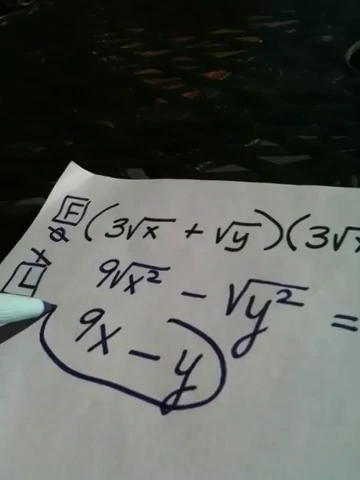 F (3√x + √y)(3√x
&
L 9√x² - √y² =
9x - y